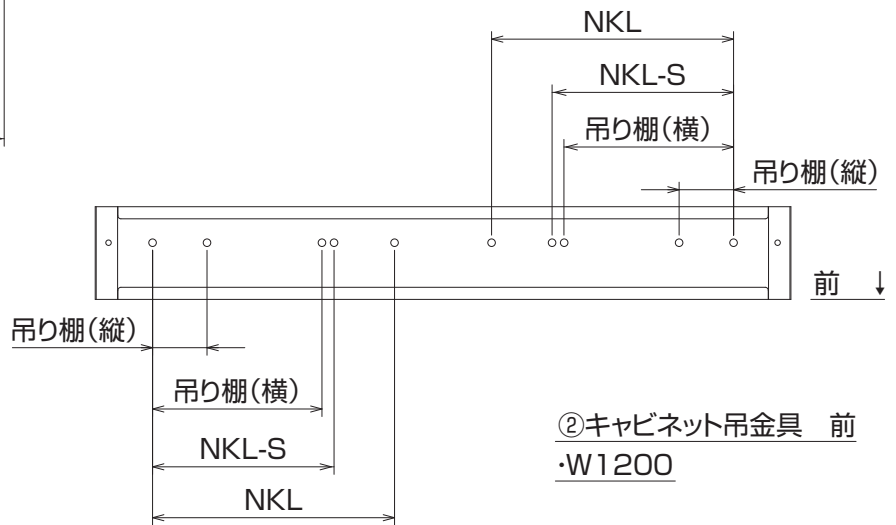 NKL
NKL-S
吊り棚(横)
吊り棚(縦)
前 ↓
吊り棚(縦)
吊り棚(横)
NKL-S
NKL
②キャビネット吊金具　前
・W1200